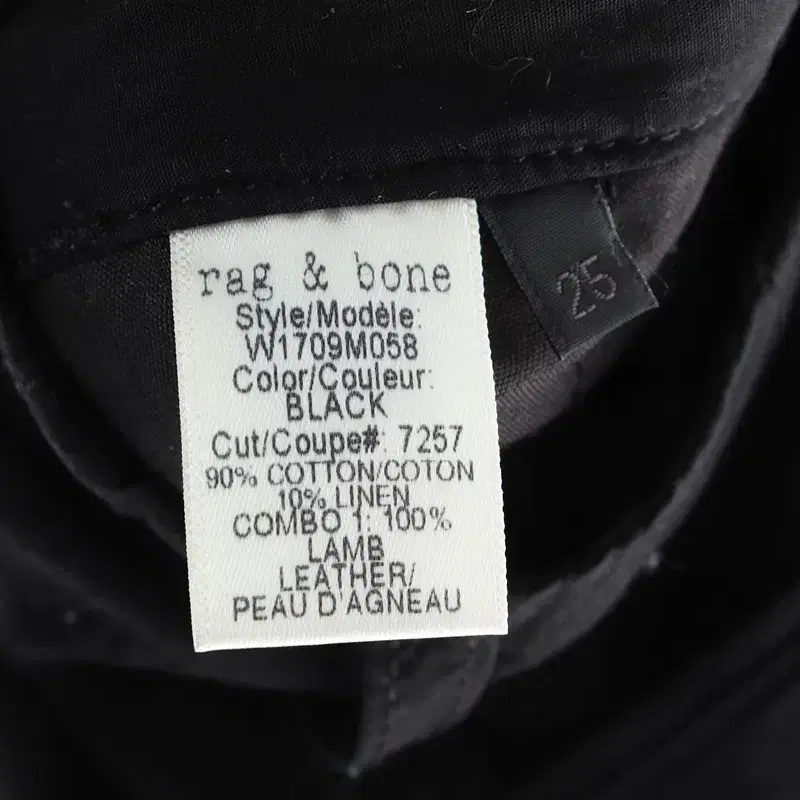 rag & bone
Style/Modèle:
W1709M058
Color/Couleur:
BLACK
Cut/Coupe#: 7257
90% COTTON/COTON
10% LINEN
COMBO 1: 100%
LAMB
LEATHER/
PEAU D'AGNEAU
25